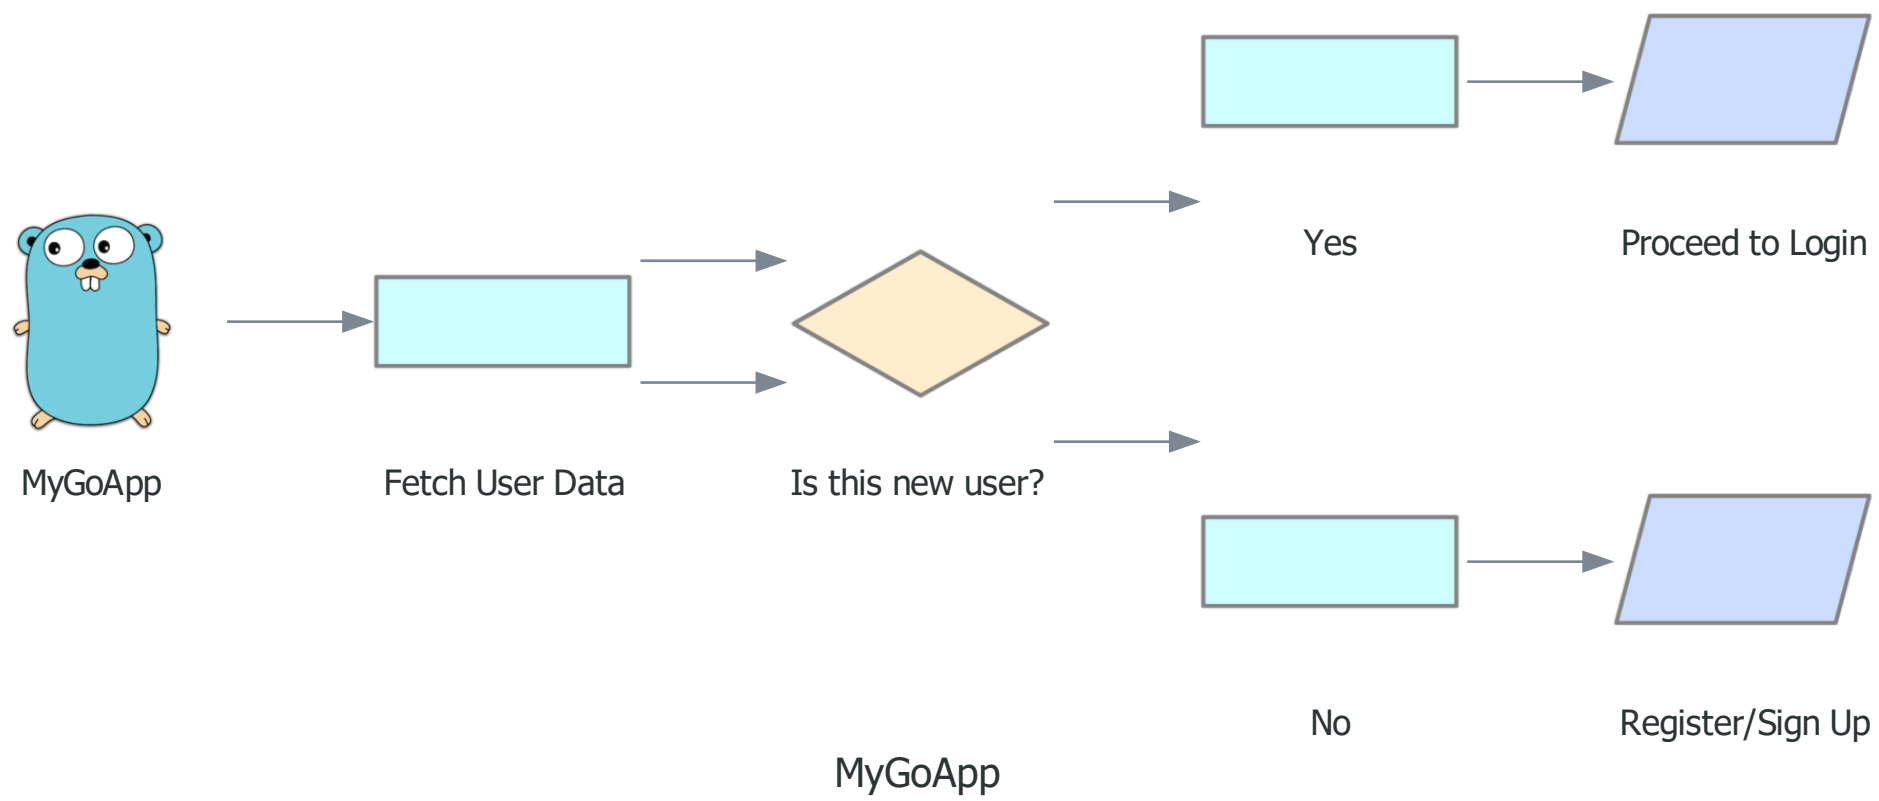 Yes
Proceed to Login
MyGoApp
Fetch User Data
Is this new user?
No
Register/Sign Up
MyGoApp